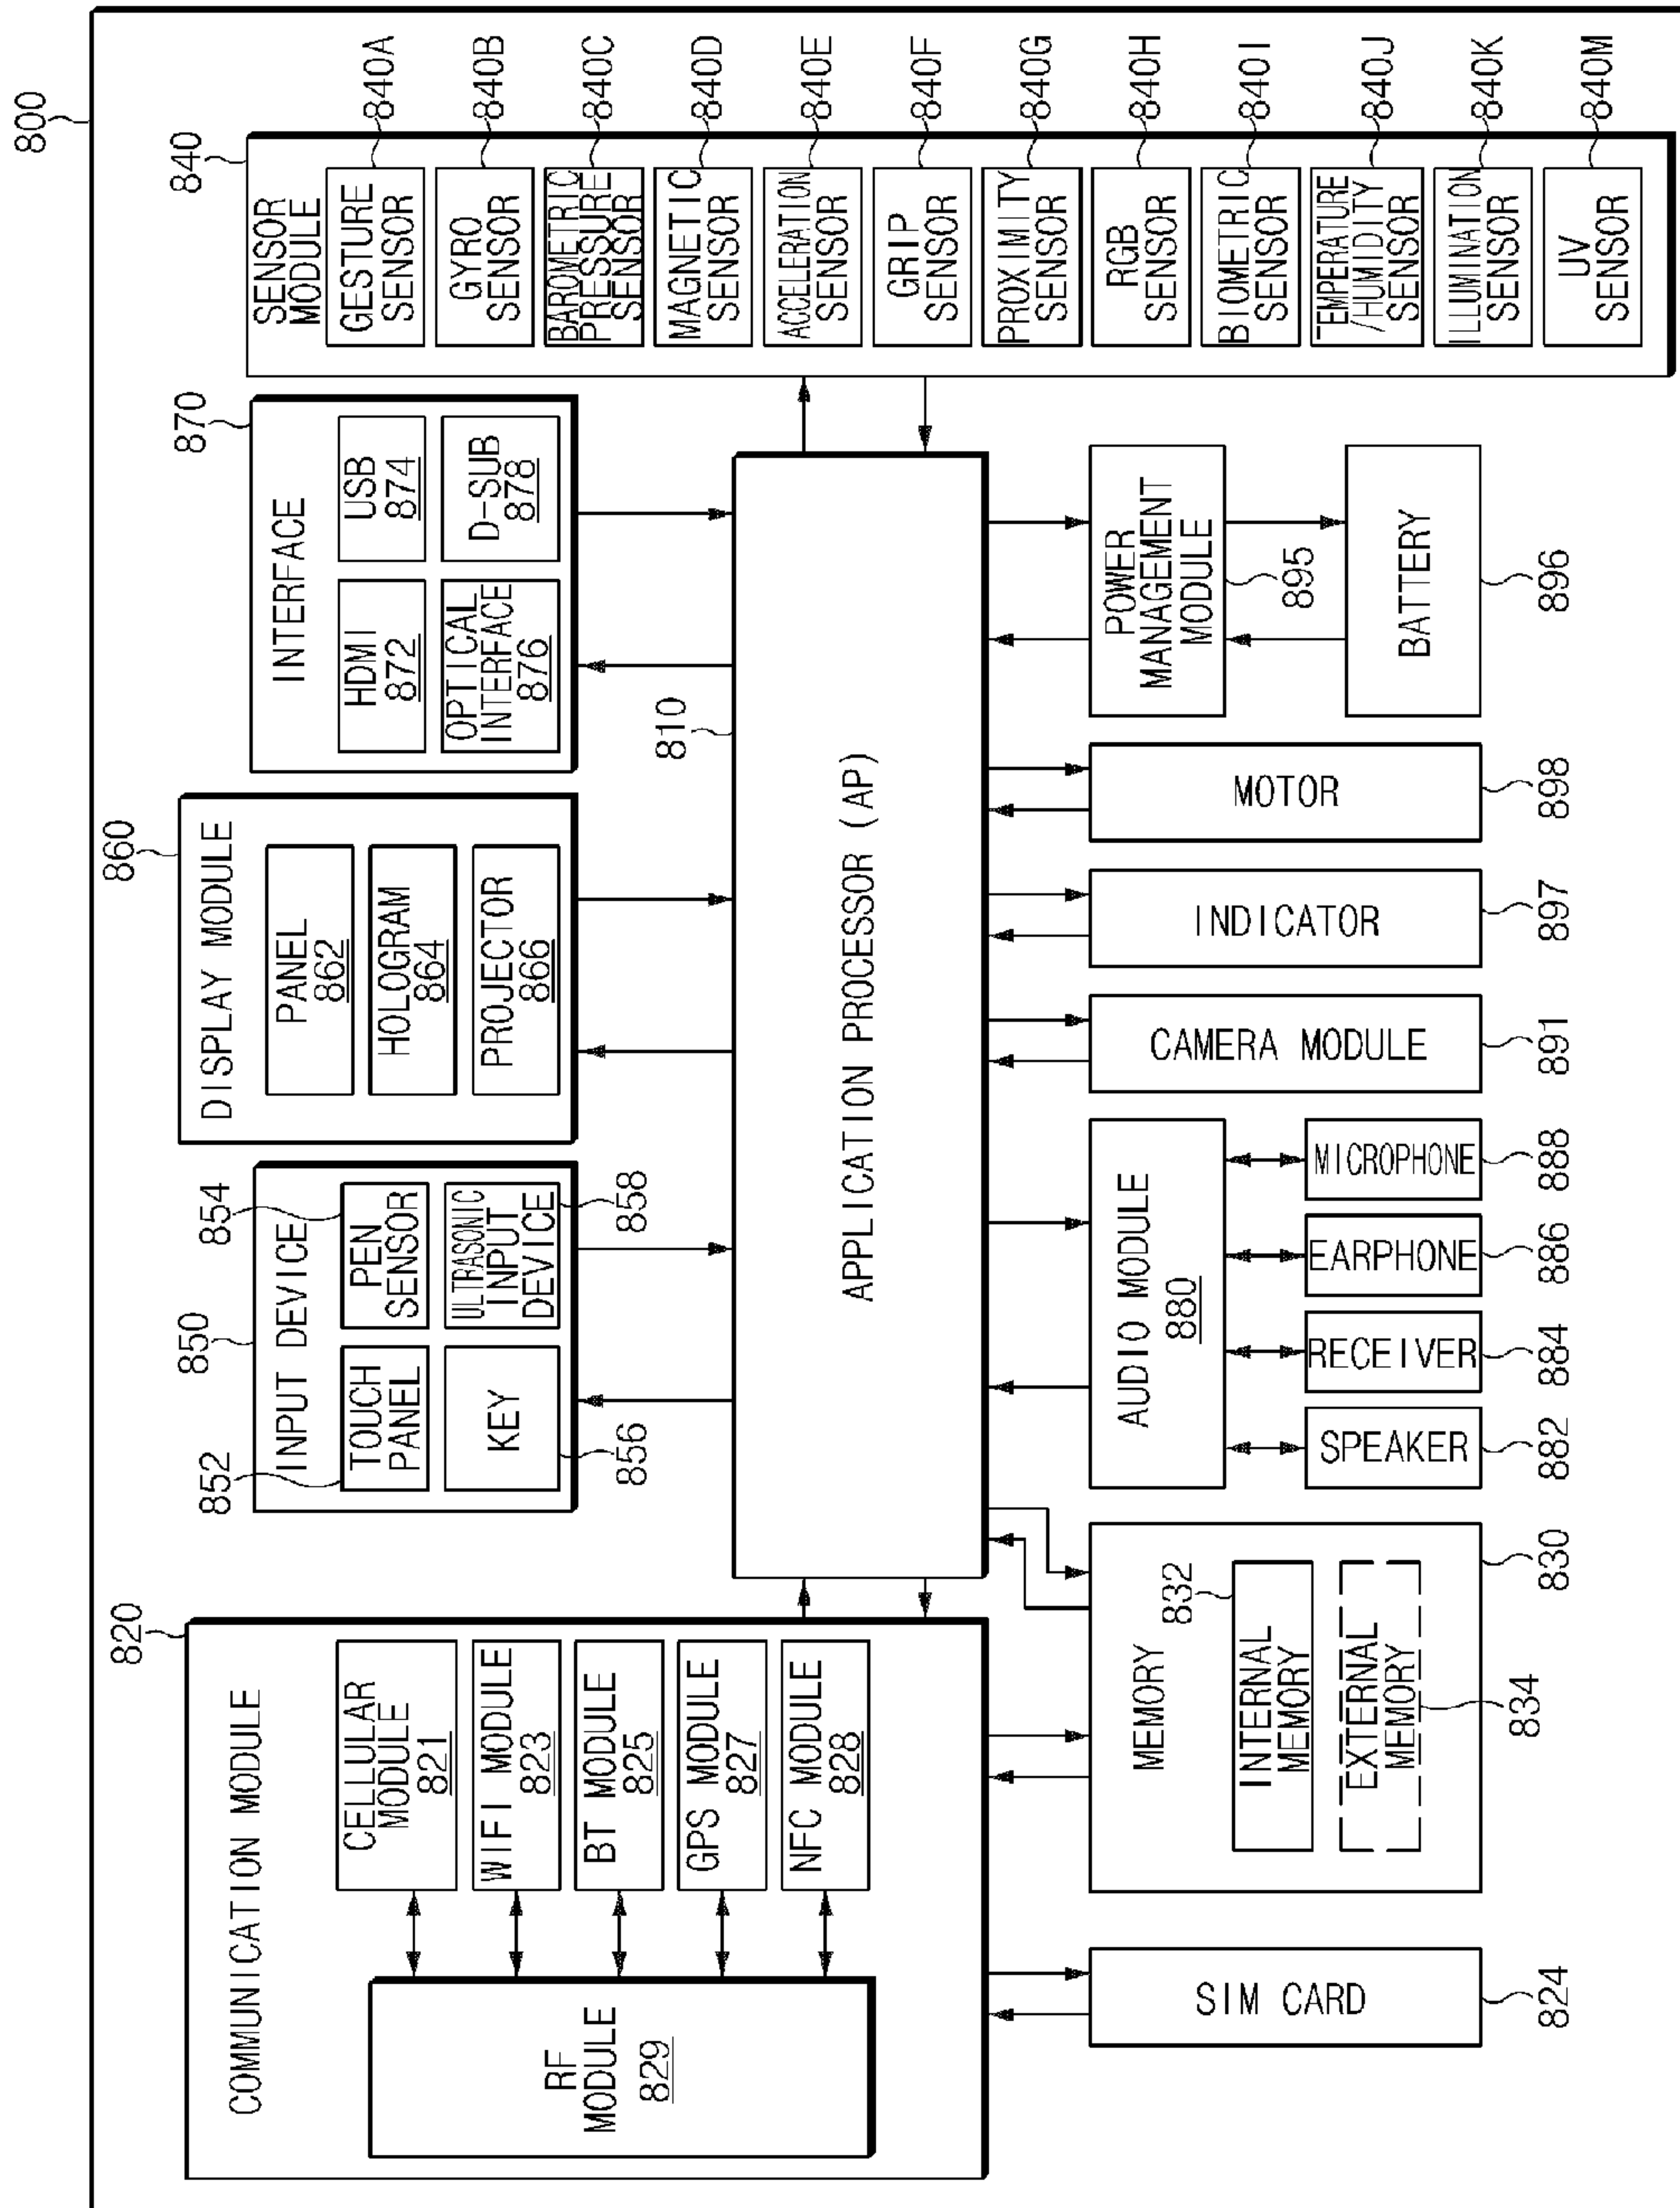 800
COMMUNICATION MODULE
820
RF
MODULE
829
CELLULAR
MODULE
821
WIFI MODULE
823
BT MODULE
825
GPS MODULE
827
NFC MODULE
828
850
INPUT DEVICE
852
TOUCH
PANEL
854
PEN
SENSOR
KEY
856
ULTRASONIC
INPUT
DEVICE
858
860
DISPLAY MODULE
PANEL
862
HOLOGRAM
864
PROJECTOR
866
870
INTERFACE
HDMI
872
USB
874
OPTICAL
INTERFACE
876
D-SUB
878
840
SENSOR
MODULE
GESTURE
SENSOR
840A
GYRO
SENSOR
840B
BAROMETRIC
PRESSURE
SENSOR
840C
MAGNETIC
SENSOR
840D
ACCELERATION
SENSOR
840E
GRIP
SENSOR
840F
PROXIMITY
SENSOR
840G
RGB
SENSOR
840H
BIOMETRIC
SENSOR
840I
TEMPERATURE
/HUMIDITY
SENSOR
840J
ILLUMINATION
SENSOR
840K
UV
SENSOR
840M
810
APPLICATION PROCESSOR (AP)
SIM CARD
824
MEMORY
832
INTERNAL
MEMORY
EXTERNAL
MEMORY
834
830
AUDIO MODULE
880
SPEAKER
882
RECEIVER
884
EARPHONE
886
MICROPHONE
888
CAMERA MODULE
891
INDICATOR
897
MOTOR
898
POWER
MANAGEMENT
MODULE
895
BATTERY
896